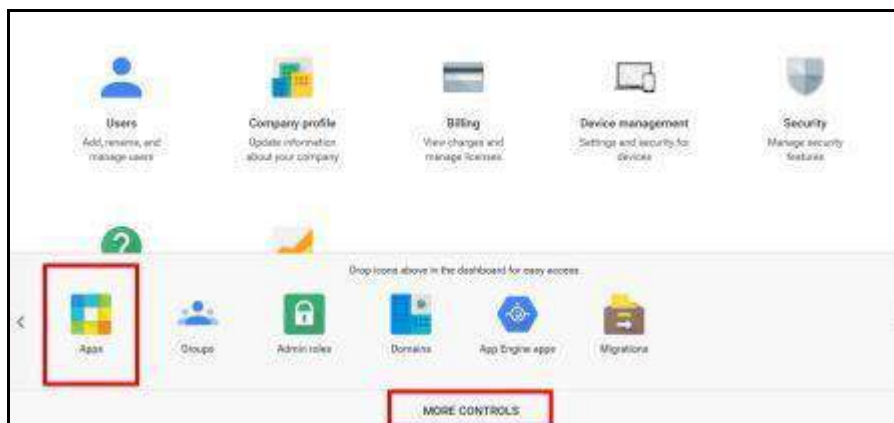 Users
Add, rename, and
manage users
Company profile
Update information
about your company
Billing
View charges and
manage licenses
Device management
Settings and security for
devices
Security
Manage security
features
Drop icons above in the dashboard for easy access
Apps
Groups
Admin roles
Domains
App Engine apps
Migrations
MORE CONTROLS